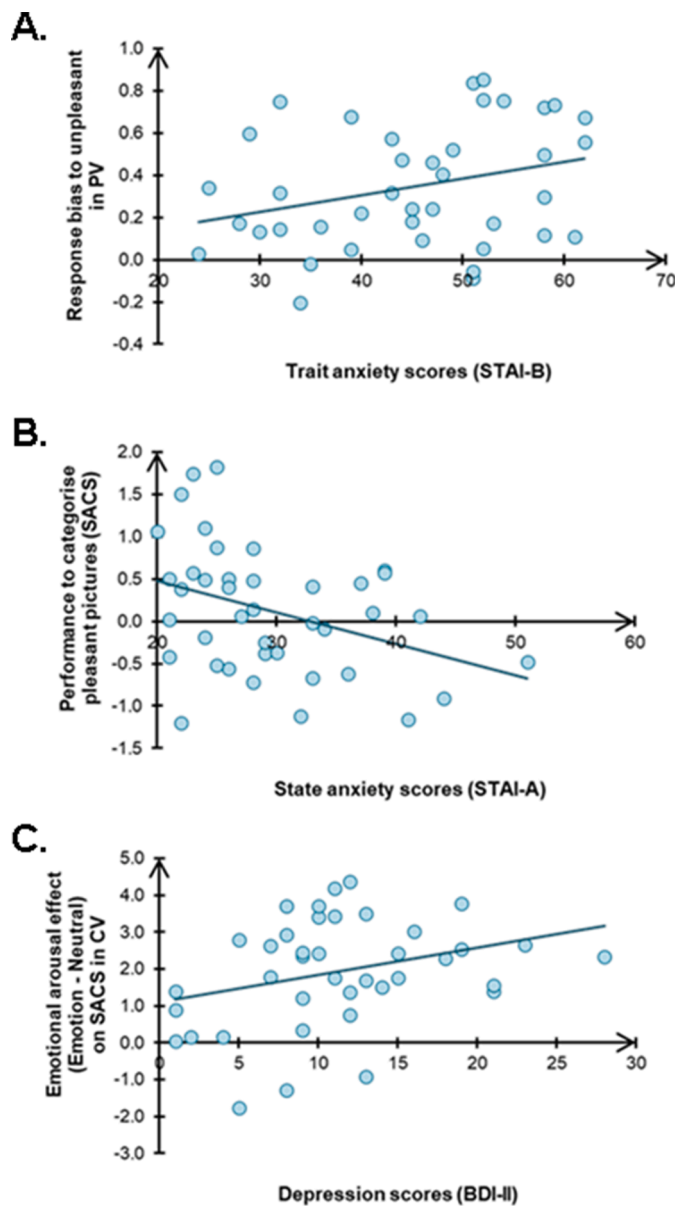 A.
Response bias to unpleasant
in PV
1.0
0.8
0.6
0.4
0.2
0.0
-0.2
-0.4
20 30 40 50 60 70
Trait anxiety scores (STAI-B)
B.
Performance to categorise
pleasant pictures (SACS)
2.0
1.5
1.0
0.5
0.0
-0.5
-1.0
-1.5
20 30 40 50 60
State anxiety scores (STAI-A)
C.
Emotional arousal effect
(Emotion - Neutral)
on SACS in CV
5.0
4.0
3.0
2.0
1.0
0.0
-1.0
-2.0
-3.0
0 5 10 15 20 25 30
Depression scores (BDI-II)